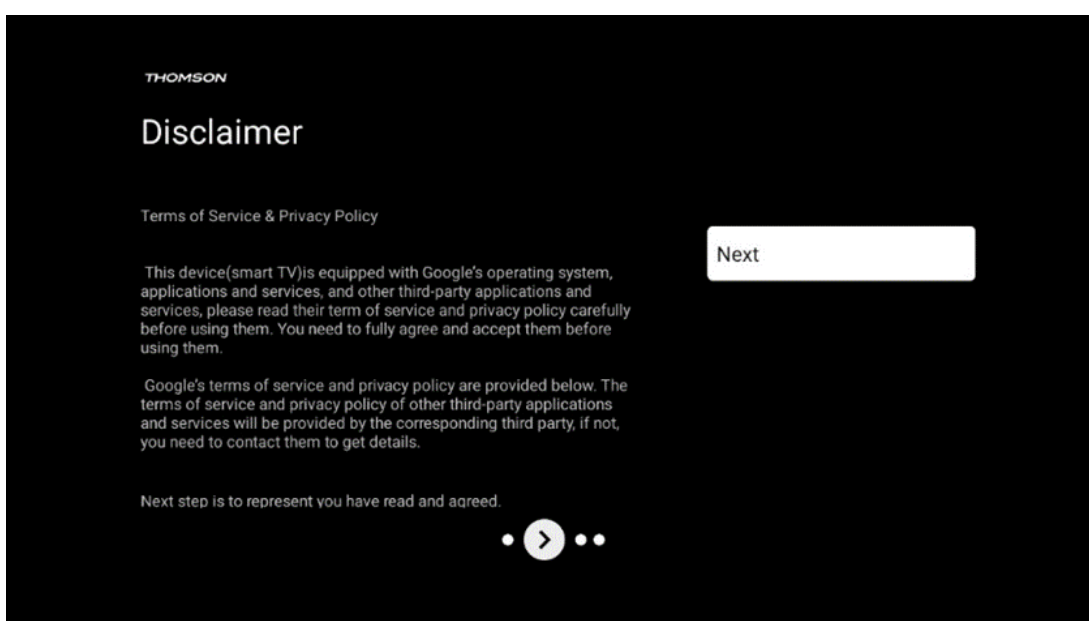 THOMSON
Disclaimer
Terms of Service & Privacy Policy
Next
This device(smart TV)is equipped with Google's operating system,
applications and services, and other third-party applications and
services, please read their term of service and privacy policy carefully
before using them. You need to fully agree and accept them before
using them.
Google's terms of service and privacy policy are provided below. The
terms of service and privacy policy of other third-party applications
and services will be provided by the corresponding third party, if not,
you need to contact them to get details.
Next step is to represent you have read and agreed.